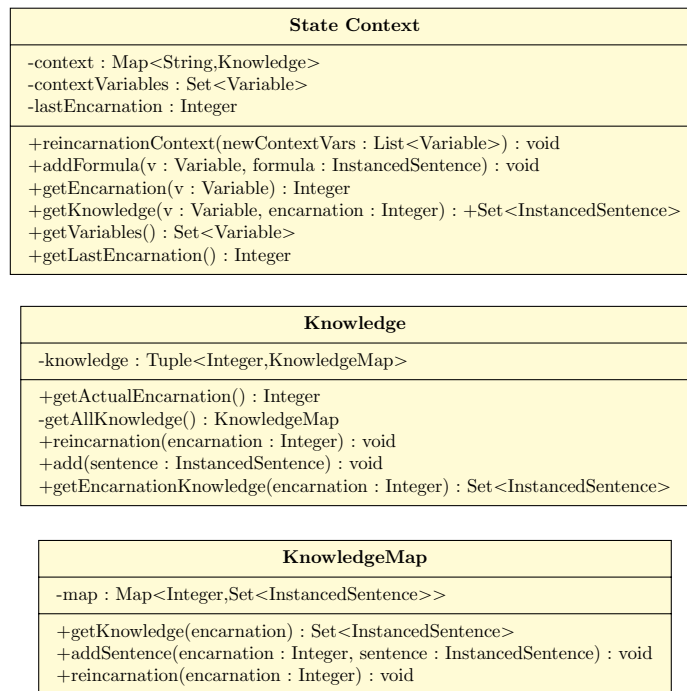 State Context
-context : Map<String,Knowledge>
-contextVariables : Set<Variable>
-lastEncarnation : Integer
+reincarnationContext(newContextVars : List<Variable>) : void
+addFormula(v : Variable, formula : InstancedSentence) : void
+getEncarnation(v : Variable) : Integer
+getKnowledge(v : Variable, encarnation : Integer) : +Set<InstancedSentence>
+getVariables() : Set<Variable>
+getLastEncarnation() : Integer
Knowledge
-knowledge : Tuple<Integer,KnowledgeMap>
+getActualEncarnation() : Integer
-getAllKnowledge() : KnowledgeMap
+reincarnation(encarnation : Integer) : void
+add(sentence : InstancedSentence) : void
+getEncarnationKnowledge(encarnation : Integer) : Set<InstancedSentence>
KnowledgeMap
-map : Map<Integer,Set<InstancedSentence>>
+getKnowledge(encarnation) : Set<InstancedSentence>
+addSentence(encarnation : Integer, sentence : InstancedSentence) : void
+reincarnation(encarnation : Integer) : void